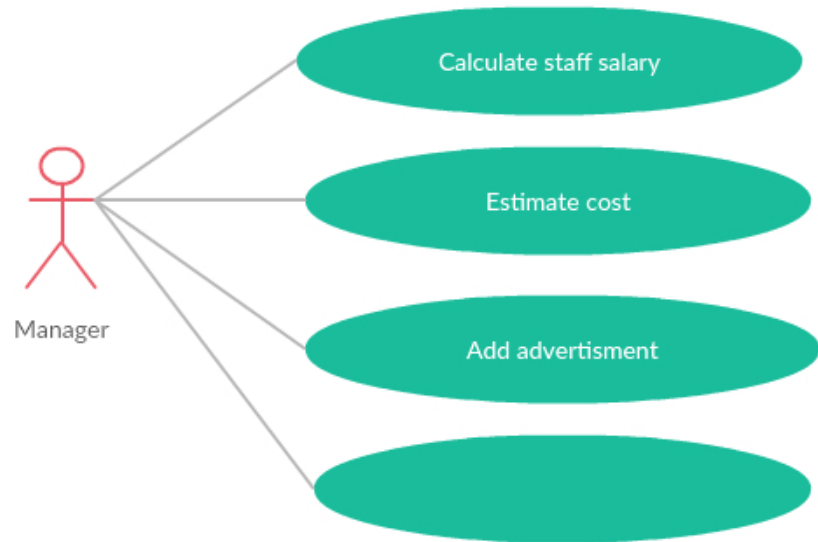 Calculate staff salary
Estimate cost
Manager
Add advertisment